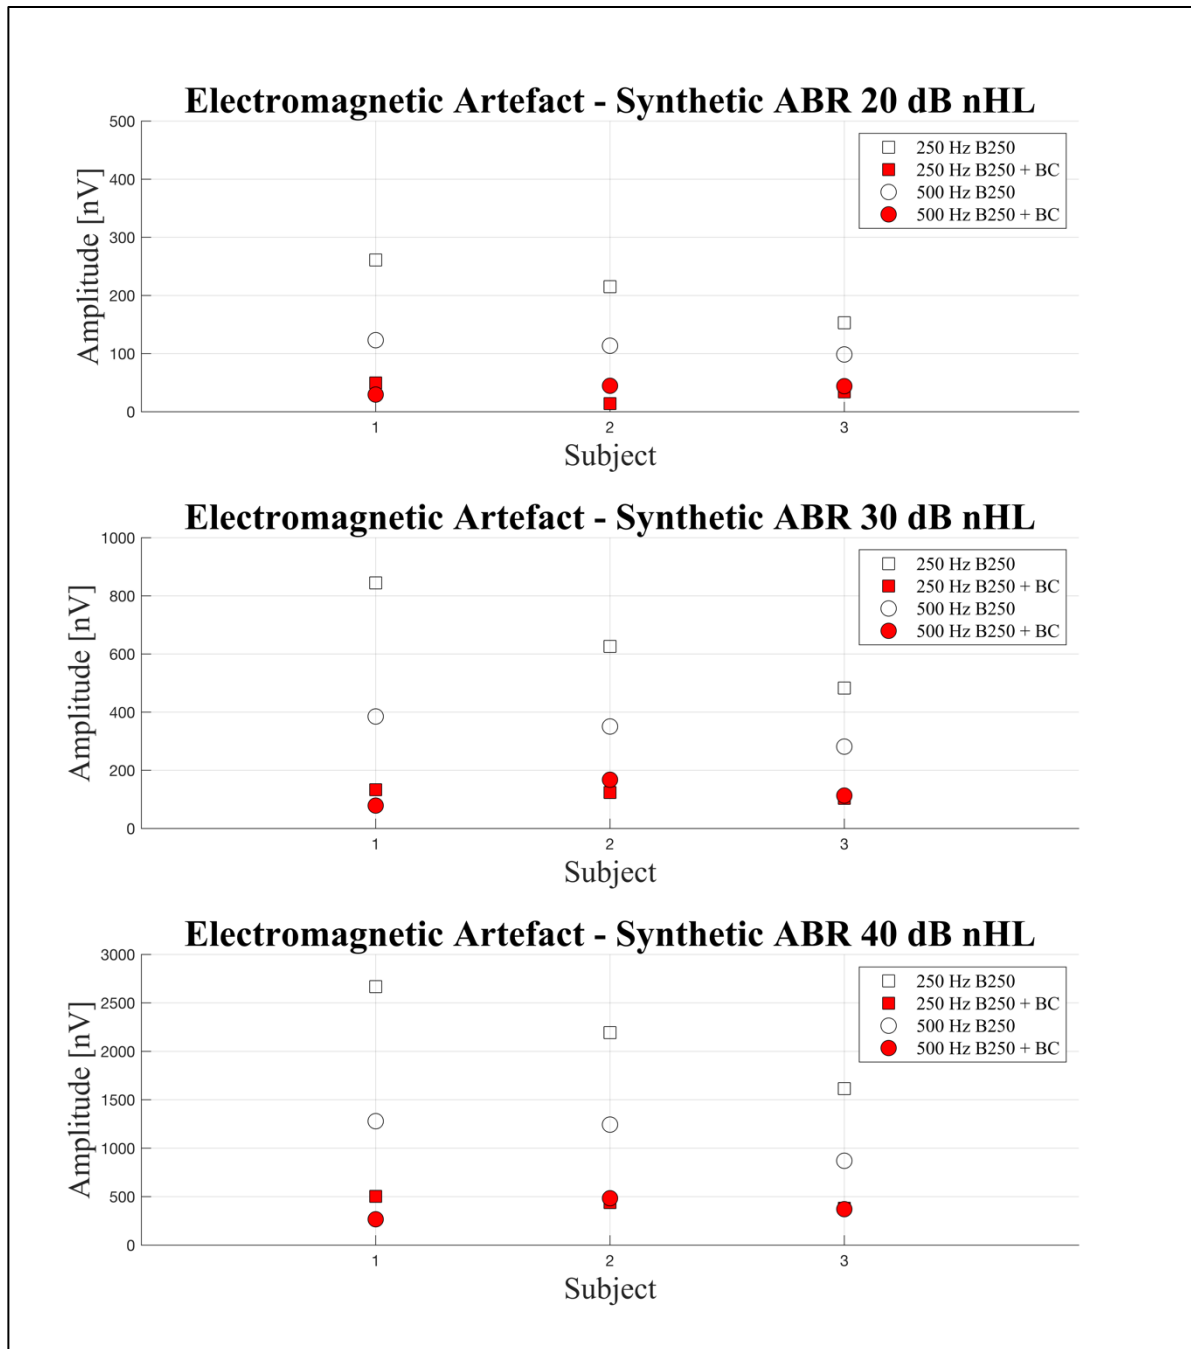 Electromagnetic Artefact - Synthetic ABR 20 dB nHL
500
400
300
200
100
0
Amplitude [nV]
250 Hz B250
250 Hz B250 + BC
500 Hz B250
500 Hz B250 + BC
1 2 3
Subject
Electromagnetic Artefact - Synthetic ABR 30 dB nHL
1000
800
600
400
200
0
Amplitude [nV]
250 Hz B250
250 Hz B250 + BC
500 Hz B250
500 Hz B250 + BC
1 2 3
Subject
Electromagnetic Artefact - Synthetic ABR 40 dB nHL
3000
2500
2000
1500
1000
500
0
Amplitude [nV]
250 Hz B250
250 Hz B250 + BC
500 Hz B250
500 Hz B250 + BC
1 2 3
Subject